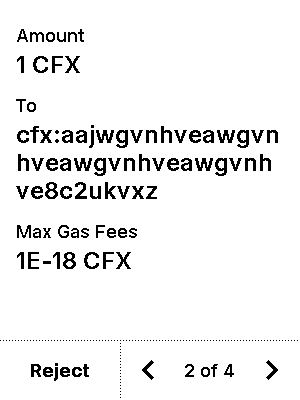 Amount
1 CFX
To
cfx:aajwgvnhveawgvn
hveawgvnhveawgvnh
ve8c2ukvxz
Max Gas Fees
1E-18 CFX
Reject
2 of 4